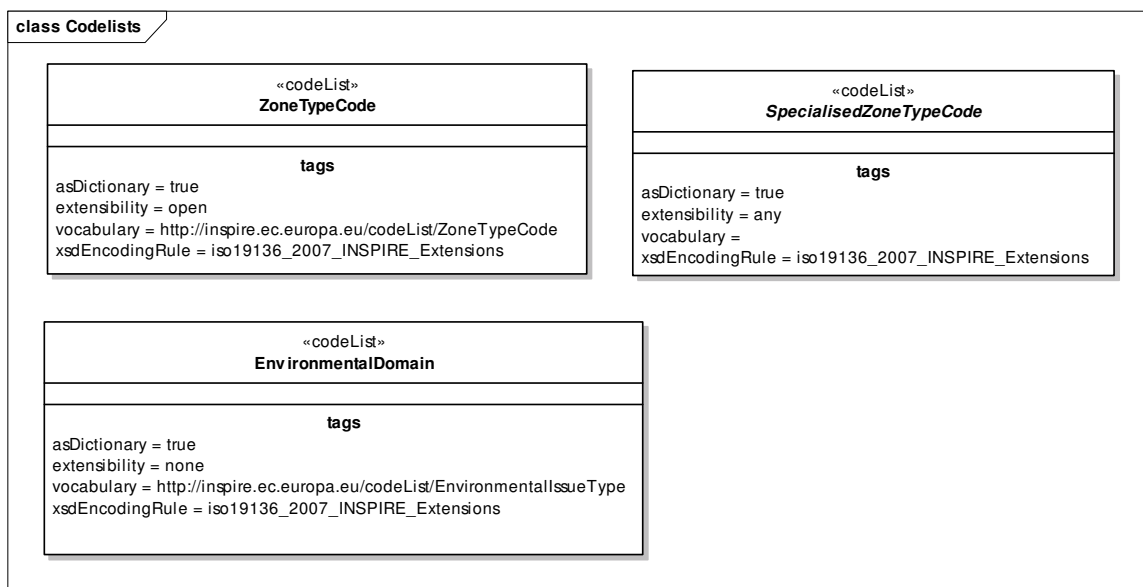 class Codelists
«codeList»
ZoneTypeCode
tags
asDictionary = true
extensibility = open
vocabulary = http://inspire.ec.europa.eu/codeList/ZoneTypeCode
xsdEncodingRule = iso19136_2007_INSPIRE_Extensions
«codeList»
SpecialisedZoneTypeCode
tags
asDictionary = true
extensibility = any
vocabulary =
xsdEncodingRule = iso19136_2007_INSPIRE_Extensions
«codeList»
EnvironmentalDomain
tags
asDictionary = true
extensibility = none
vocabulary = http://inspire.ec.europa.eu/codeList/EnvironmentalIssueType
xsdEncodingRule = iso19136_2007_INSPIRE_Extensions